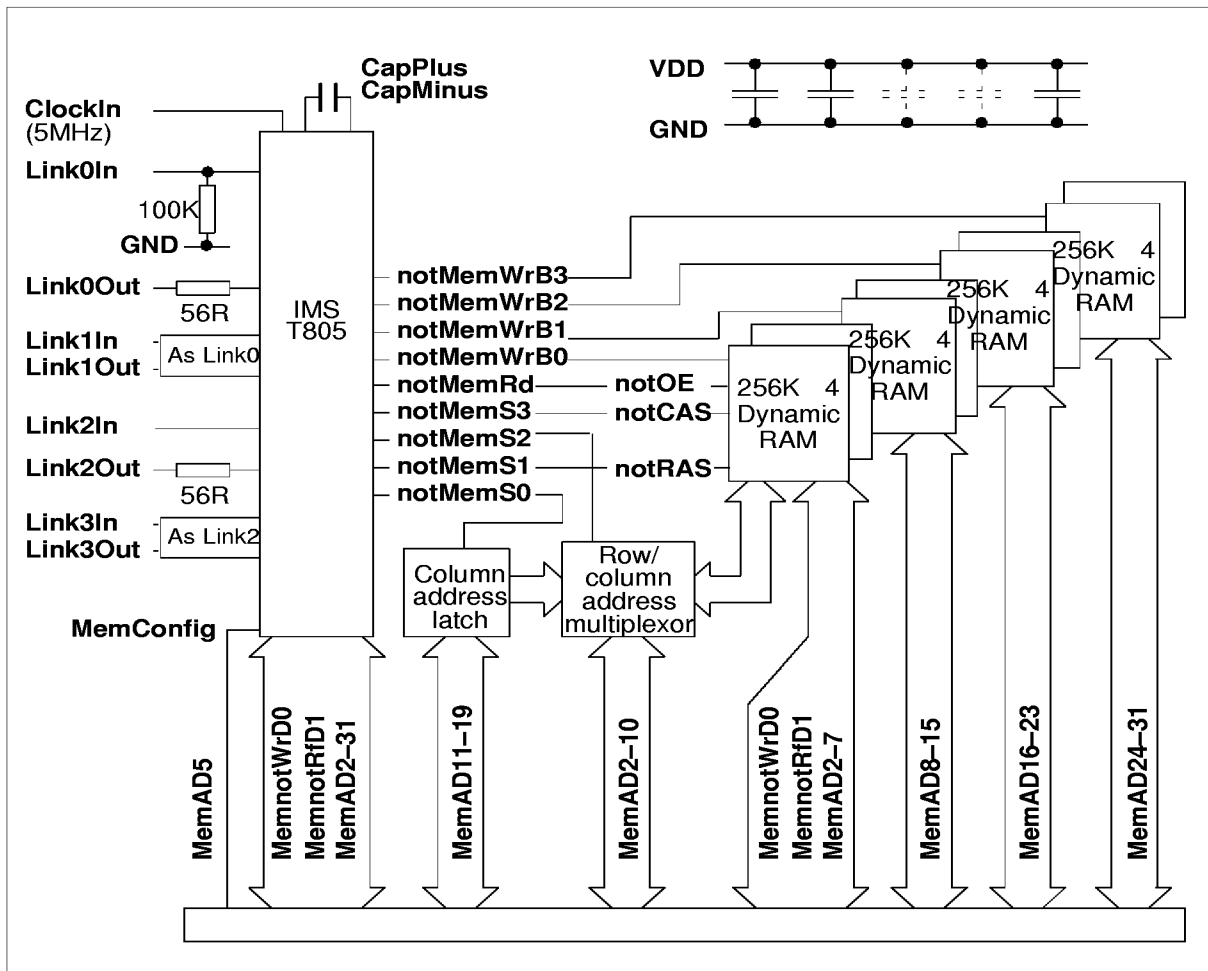 CapPlus
CapMinus
VDD
GND
ClockIn
(5MHz)
Link0In
100K
GND
Link0Out
56R
Link1In
Link1Out
As Link0
Link2In
Link2Out
56R
Link3In
Link3Out
As Link2
MemConfig
IMS
T805
notMemWrB3
notMemWrB2
notMemWrB1
notMemWrB0
notMemRd
notMemS3
notMemS2
notMemS1
notMemS0
notOE
notCAS
notRAS
256K 4
Dynamic
RAM
256K 4
Dynamic
RAM
256K 4
Dynamic
RAM
256K 4
Dynamic
RAM
Column
address
latch
Row/
column
address
multiplexor
MemAD5
MemnotWrD0
MemnotRfD1
MemAD2–31
MemAD11–19
MemAD2–10
MemnotWrD0
MemnotRfD1
MemAD2–7
MemAD8–15
MemAD16–23
MemAD24–31